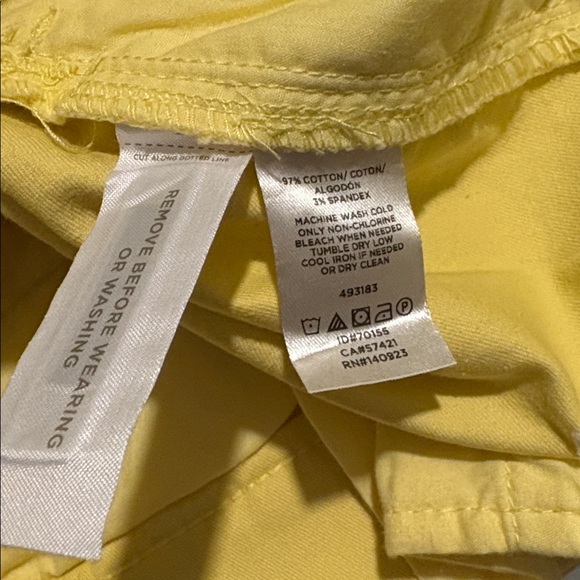 CUT ALONG DOTTED LINE
REMOVE BEFORE WEARING
OR WASHING
97% COTTON/ COTON/
ALGODÓN
3% SPANDEX
MACHINE WASH COLD
ONLY NON-CHLORINE
BLEACH WHEN NEEDED
TUMBLE DRY LOW
COOL IRON IF NEEDED
OR DRY CLEAN
493183
P
ID#70155
CA#57421
RN#140923